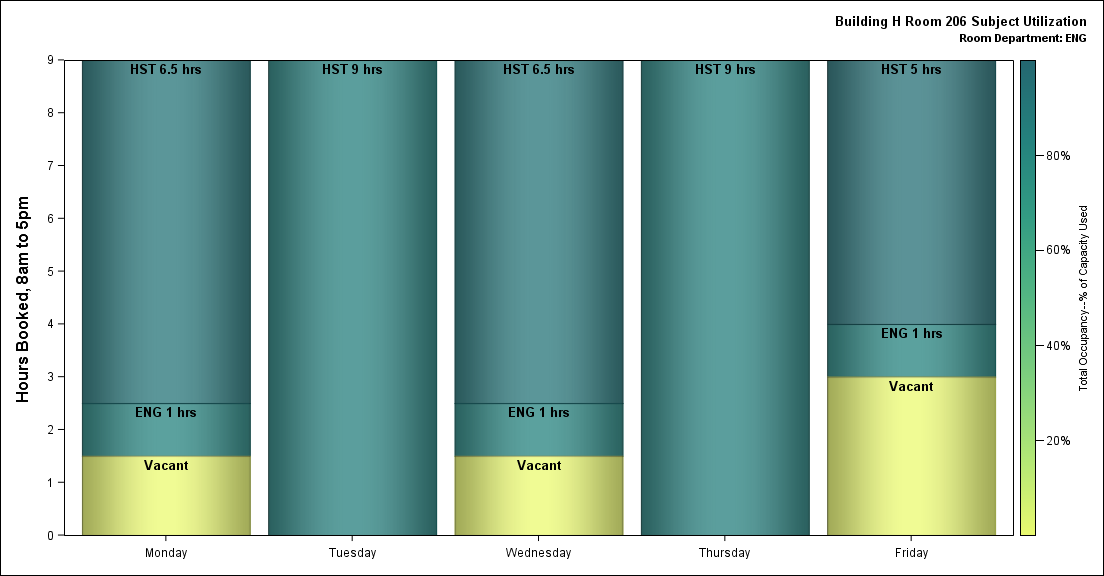 Building H Room 206 Subject Utilization
Room Department: ENG
Hours Booked, 8am to 5pm
9
8
7
6
5
4
3
2
1
0
HST 6.5 hrs
ENG 1 hrs
Vacant
HST 9 hrs
HST 6.5 hrs
ENG 1 hrs
Vacant
HST 9 hrs
HST 5 hrs
ENG 1 hrs
Vacant
Monday
Tuesday
Wednesday
Thursday
Friday
80%
60%
40%
20%
Total Occupancy--% of Capacity Used